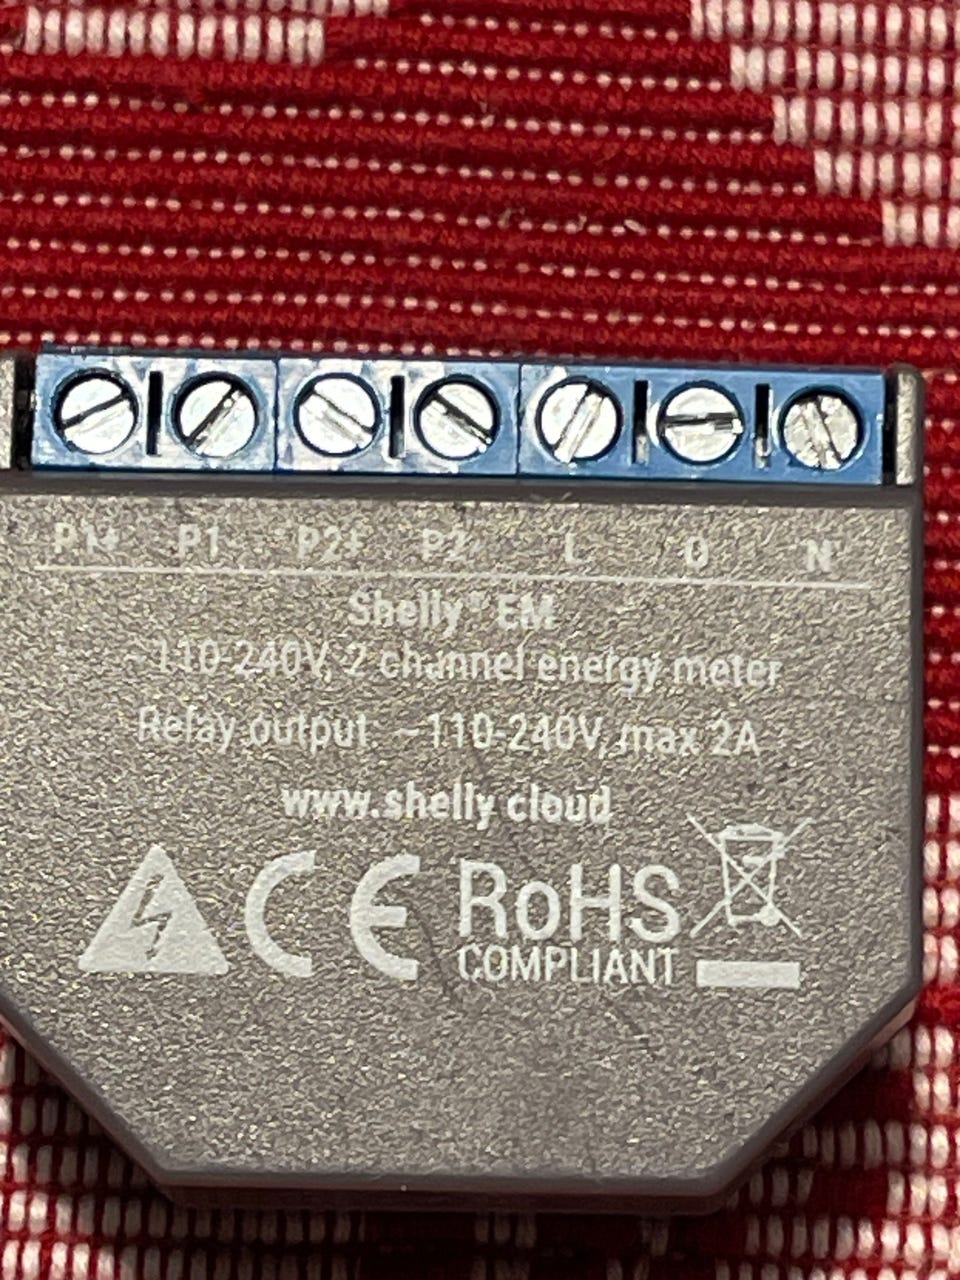 P1+ P1- P2+ P2- L O N
Shelly® EM
~110-240V, 2 channel energy meter
Relay output: ~110-240V, max 2A
www.shelly.cloud
CE RoHS
COMPLIANT